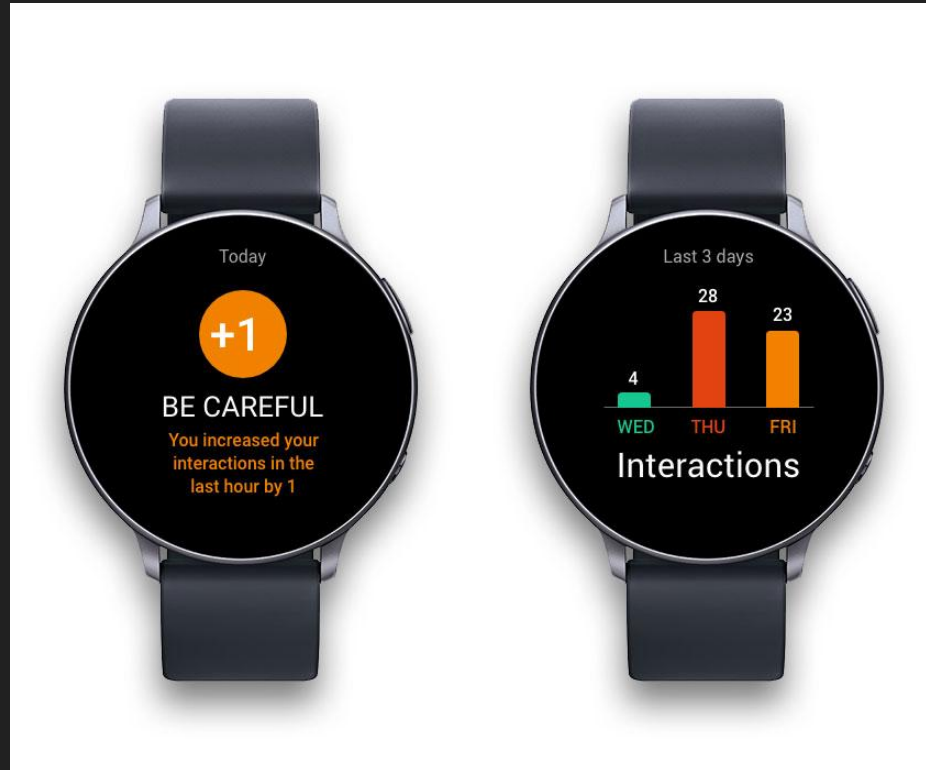 Today
+1
BE CAREFUL
You increased your
interactions in the
last hour by 1
Last 3 days
28
23
4
WED THU FRI
Interactions